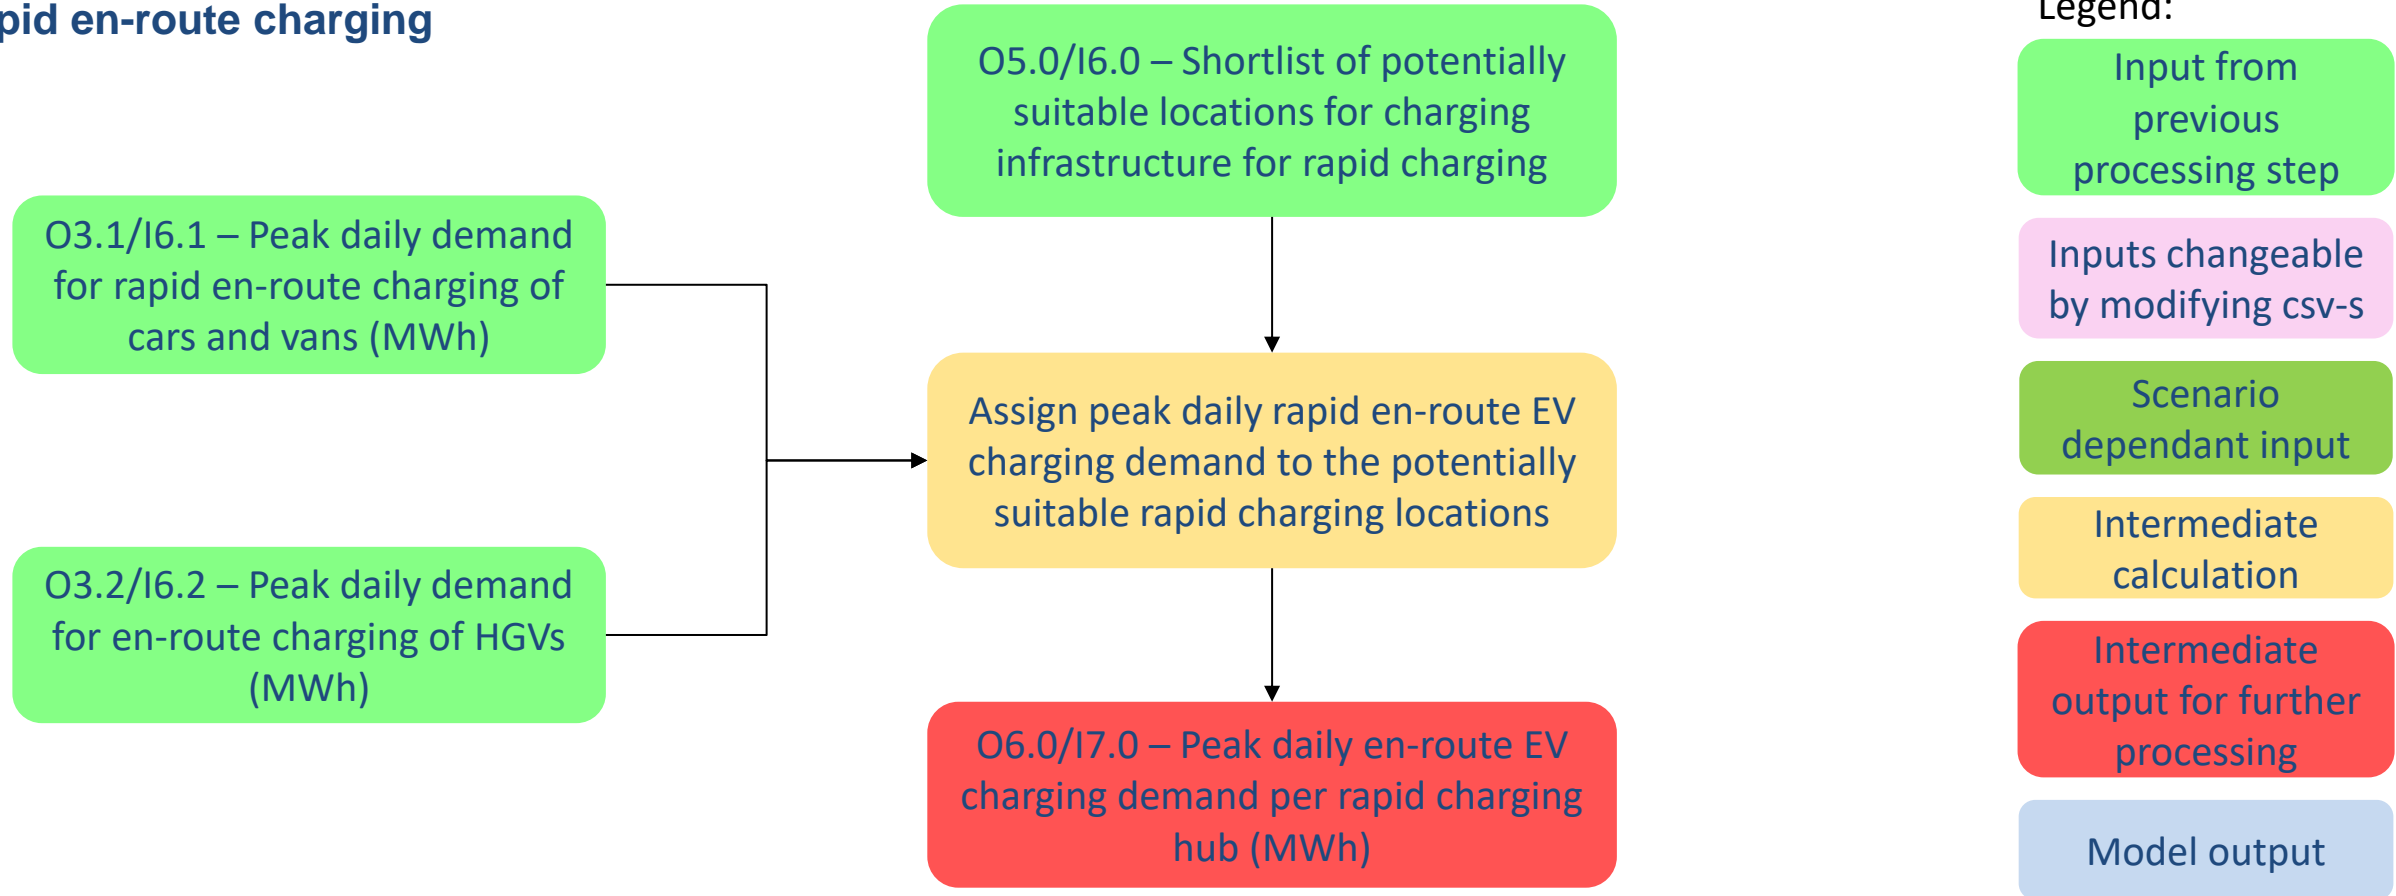 pid en-route charging
O5.0/I6.0 – Shortlist of potentially
suitable locations for charging
infrastructure for rapid charging
O3.1/I6.1 – Peak daily demand
for rapid en-route charging of
cars and vans (MWh)
Assign peak daily rapid en-route EV
charging demand to the potentially
suitable rapid charging locations
O3.2/I6.2 – Peak daily demand
for en-route charging of HGVs
(MWh)
O6.0/I7.0 – Peak daily en-route EV
charging demand per rapid charging
hub (MWh)
Legend:
Input from
previous
processing step
Inputs changeable
by modifying csv-s
Scenario
dependant input
Intermediate
calculation
Intermediate
output for further
processing
Model output